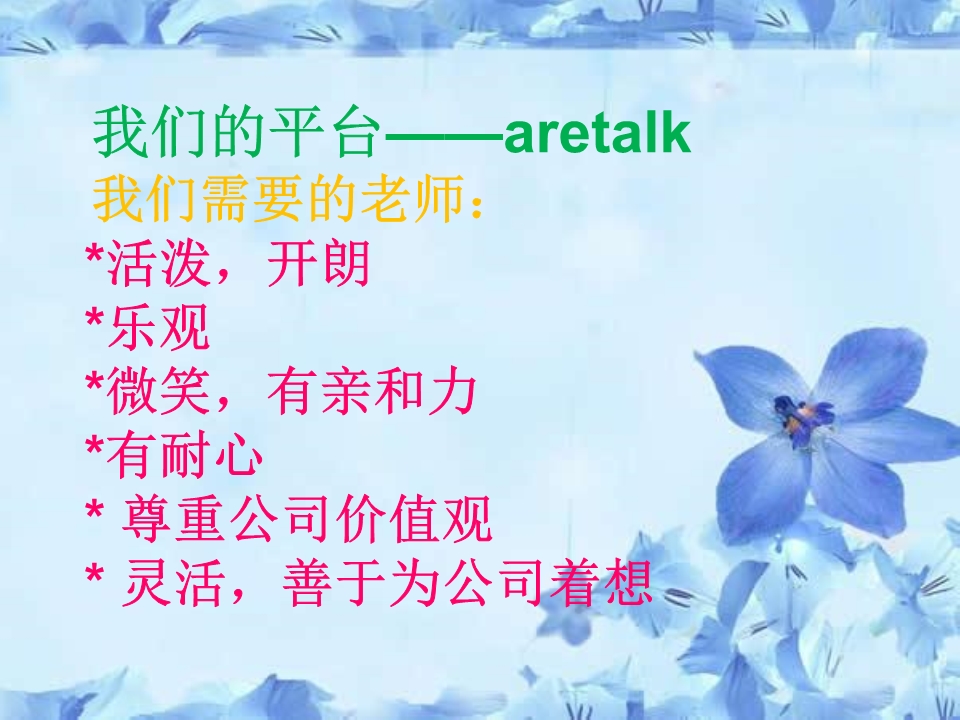 我们的平台——aretalk
我们需要的老师：
*活泼，开朗
*乐观
*微笑，有亲和力
*有耐心
* 尊重公司价值观
* 灵活，善于为公司着想